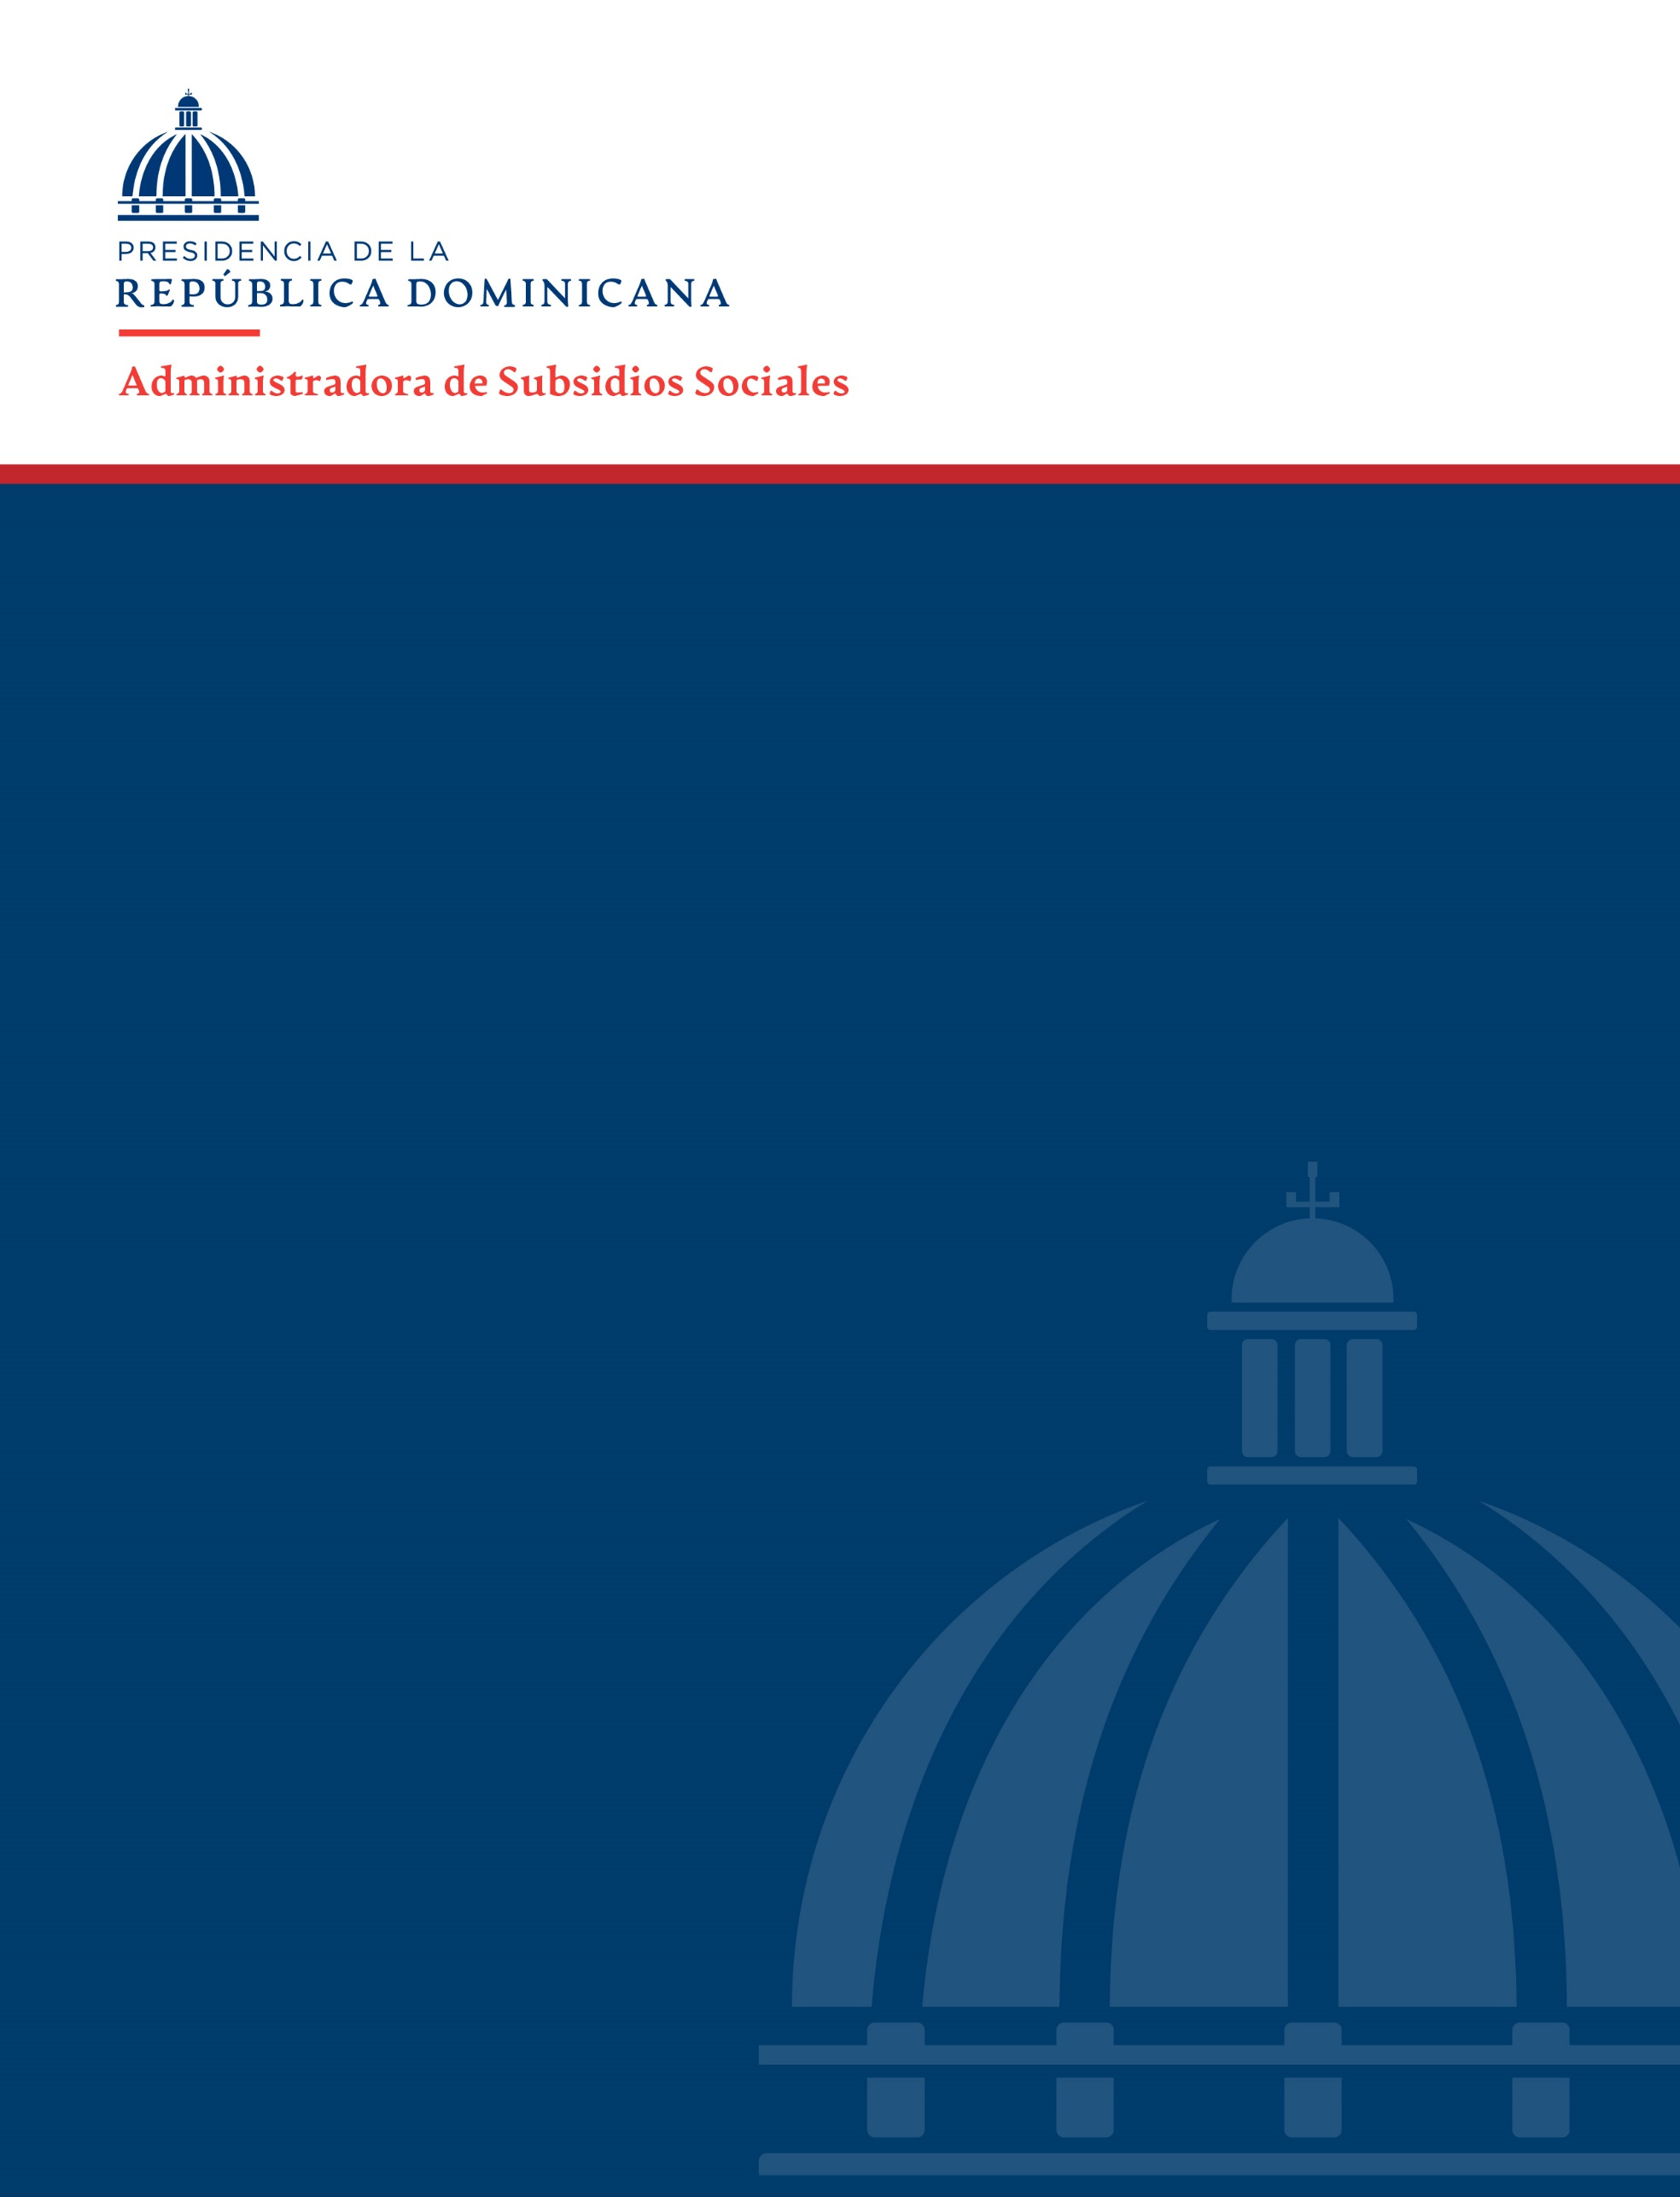 PRESIDENCIA DE LA
REPÚBLICA DOMINICANA
Administradora de Subsidios Sociales